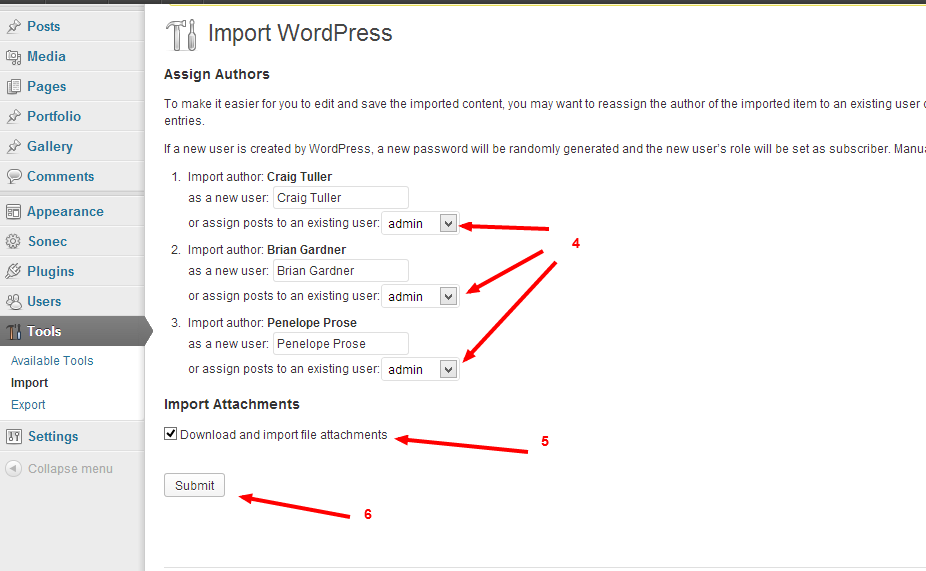 Posts
Media
Pages
Portfolio
Gallery
Comments
Appearance
Sonec
Plugins
Users
Tools
Available Tools
Import
Export
Settings
Collapse menu
Import WordPress
Assign Authors
To make it easier for you to edit and save the imported content, you may want to reassign the author of the imported item to an existing user
entries.
If a new user is created by WordPress, a new password will be randomly generated and the new user's role will be set as subscriber.
1. Import author: Craig Tuller
as a new user: Craig Tuller
or assign posts to an existing user: admin
4
2. Import author: Brian Gardner
as a new user: Brian Gardner
or assign posts to an existing user: admin
3. Import author: Penelope Prose
as a new user: Penelope Prose
or assign posts to an existing user: admin
Import Attachments
Download and import file attachments
5
Submit
6